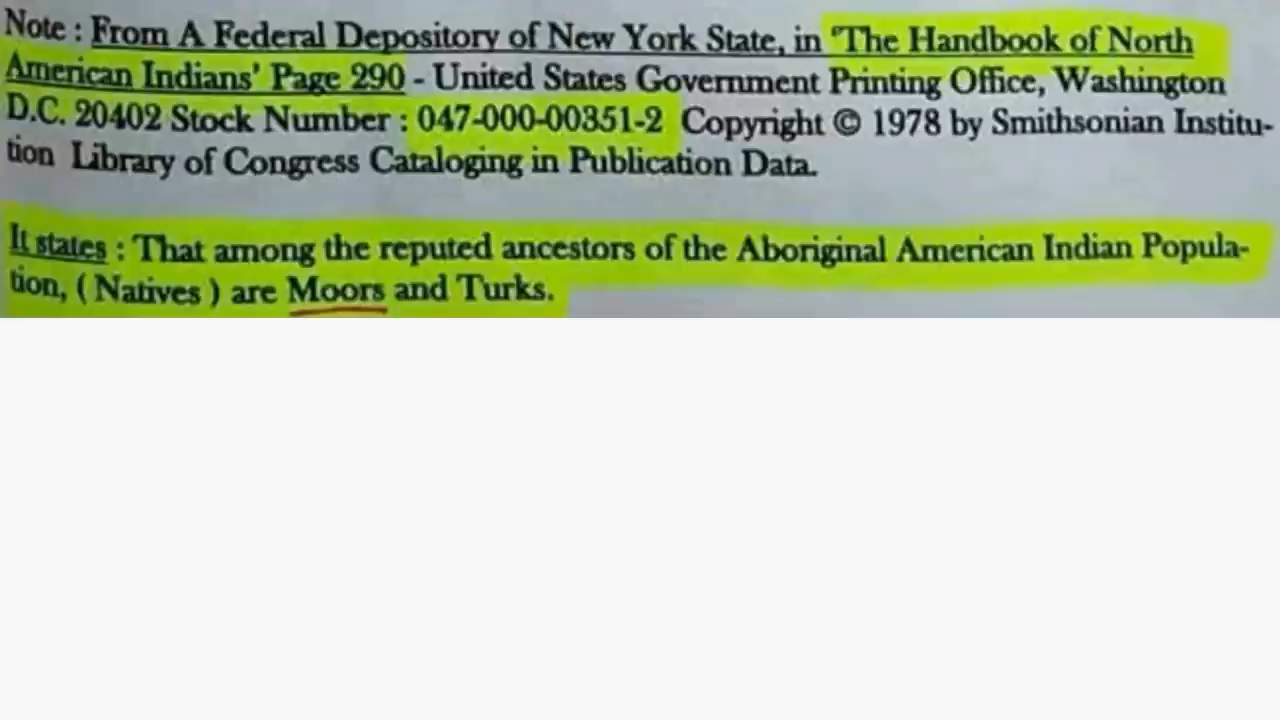 Note : From A Federal Depository of New York State, in 'The Handbook of North
American Indians' Page 290 - United States Government Printing Office, Washington
D.C. 20402 Stock Number : 047-000-00351-2 Copyright © 1978 by Smithsonian Institu-
tion Library of Congress Cataloging in Publication Data.
It states : That among the reputed ancestors of the Aboriginal American Indian Popula-
tion, ( Natives ) are Moors and Turks.